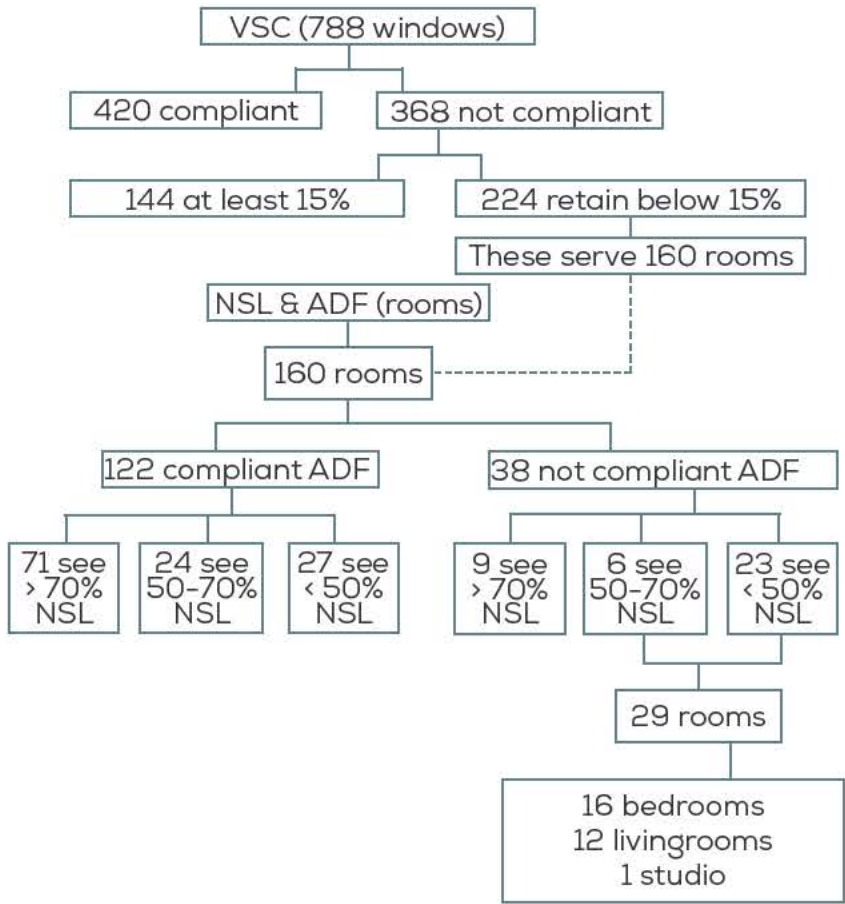 VSC (788 windows)
420 compliant
368 not compliant
144 at least 15%
224 retain below 15%
These serve 160 rooms
NSL & ADF (rooms)
160 rooms
122 compliant ADF
38 not compliant ADF
71 see
> 70%
NSL
24 see
50-70%
NSL
27 see
< 50%
NSL
9 see
> 70%
NSL
6 see
50-70%
NSL
23 see
< 50%
NSL
29 rooms
16 bedrooms
12 livingrooms
1 studio